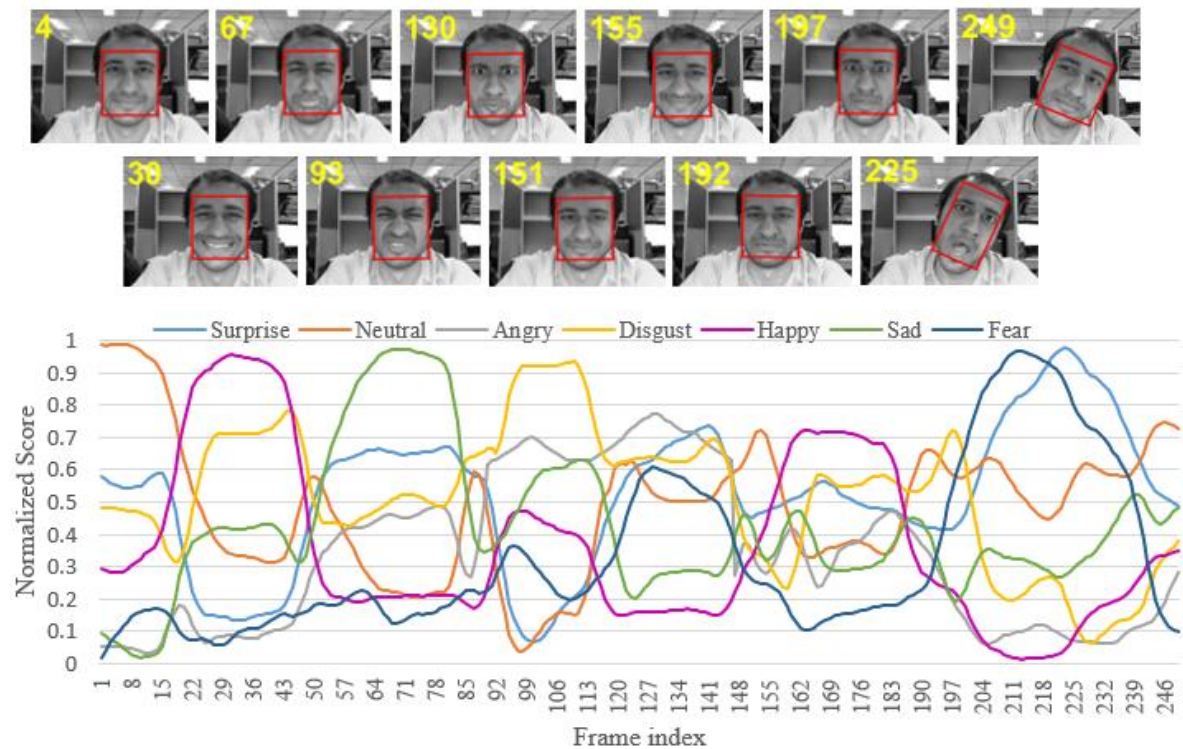 4 67 130 155 197 249
30 93 151 192 225
Surprise Neutral Angry Disgust Happy Sad Fear
1
0.9
0.8
0.7
0.6
0.5
0.4
0.3
0.2
0.1
0
Normalized Score
1 8 15 22 29 36 43 50 57 64 71 78 85 92 99 106 113 120 127 134 141 148 155 162 169 176 183 190 197 204 211 218 225 232 239 246
Frame index